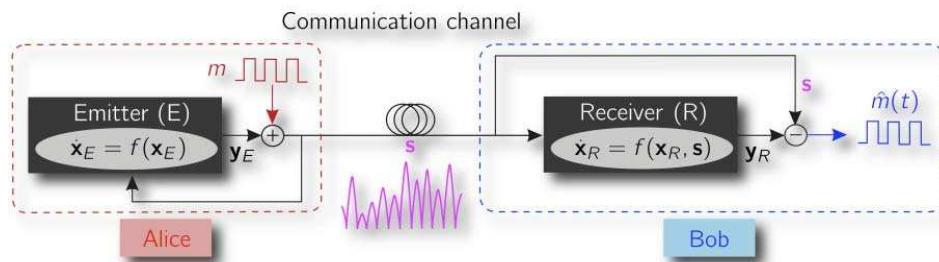 Communication channel
m
Emitter (E)
ẋ_E = f(x_E)
y_E
+
s
s
Receiver (R)
ẋ_R = f(x_R, s)
y_R
−
m̂(t)
Alice
Bob